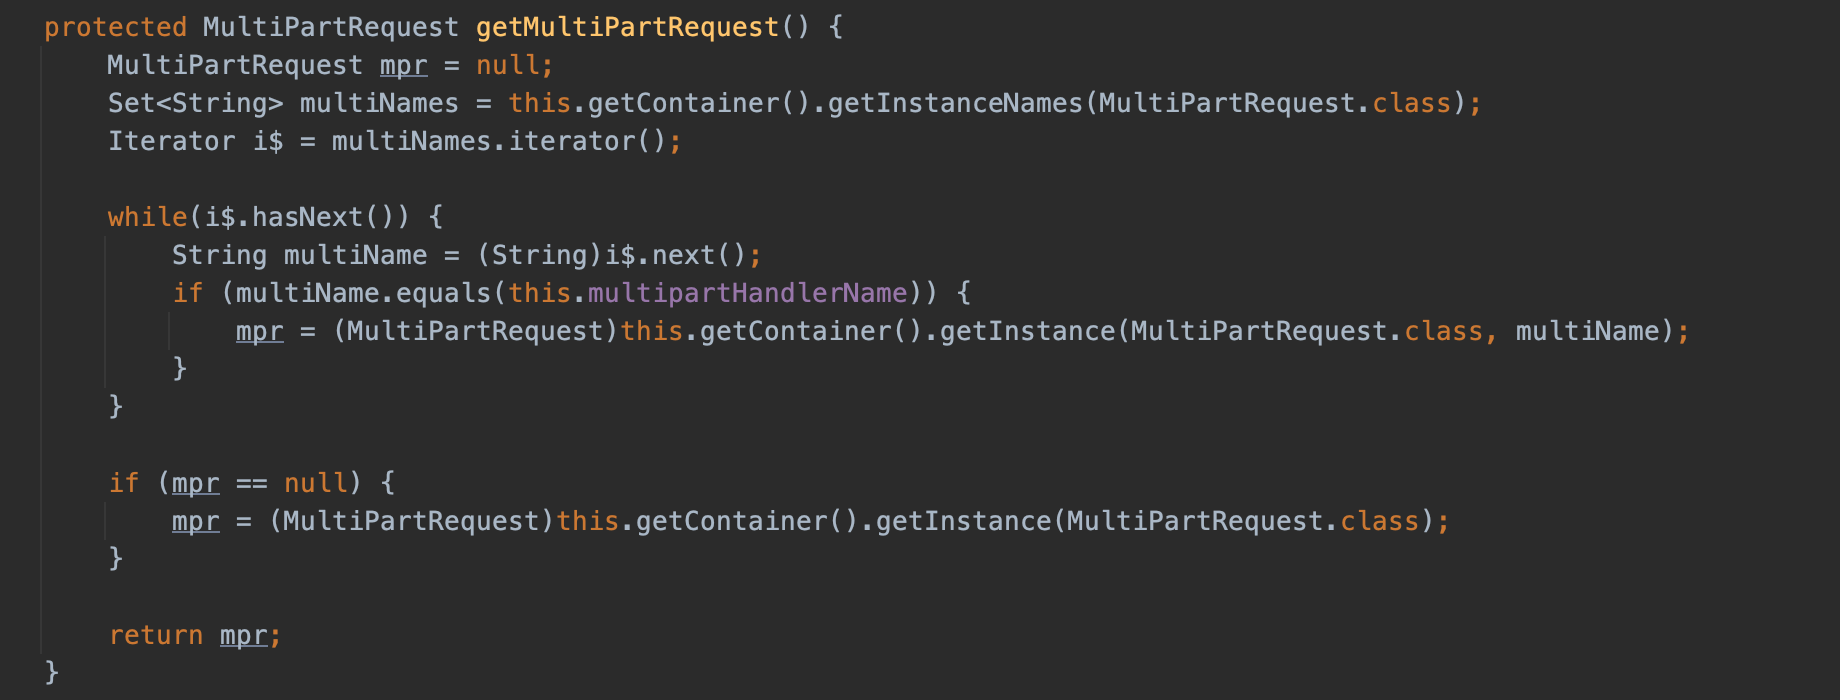 protected MultiPartRequest getMultiPartRequest() {
    MultiPartRequest mpr = null;
    Set<String> multiNames = this.getContainer().getInstanceNames(MultiPartRequest.class);
    Iterator i$ = multiNames.iterator();

    while(i$.hasNext()) {
        String multiName = (String)i$.next();
        if (multiName.equals(this.multipartHandlerName)) {
            mpr = (MultiPartRequest)this.getContainer().getInstance(MultiPartRequest.class, multiName);
        }
    }

    if (mpr == null) {
        mpr = (MultiPartRequest)this.getContainer().getInstance(MultiPartRequest.class);
    }

    return mpr;
}